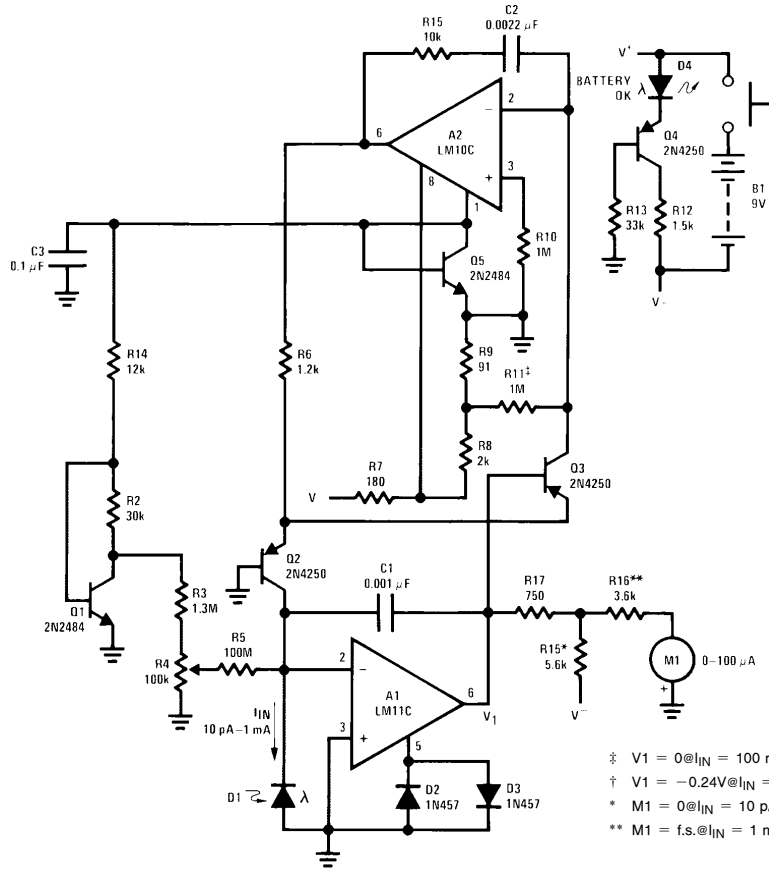 C2
0.0022 μF
R15
10k
V⁺
D4
BATTERY
OK
λ
2
6
A2
LM10C
−
+
3
8
1
Q4
2N4250
B1
9V
R13
33k
R12
1.5k
V−
C3
0.1 μF
R10
1M
Q5
2N2484
R14
12k
R6
1.2k
R9
91
R11‡
1M
R8
2k
R7
180
V
Q3
2N4250
R2
30k
Q2
2N4250
C1
0.001 μF
R17
750
R16**
3.6k
Q1
2N2484
R3
1.3M
R4
100k
R5
100M
2
−
A1
LM11C
6
V₁
R15*
5.6k
V−
M1
+
0–100 μA
IIN
10 pA–1 mA
3
+
5
D1
λ
D2
1N457
D3
1N457
‡ V1 = 0@IIN = 100 n
† V1 = −0.24V@IIN =
* M1 = 0@IIN = 10 p
** M1 = f.s.@IIN = 1 m